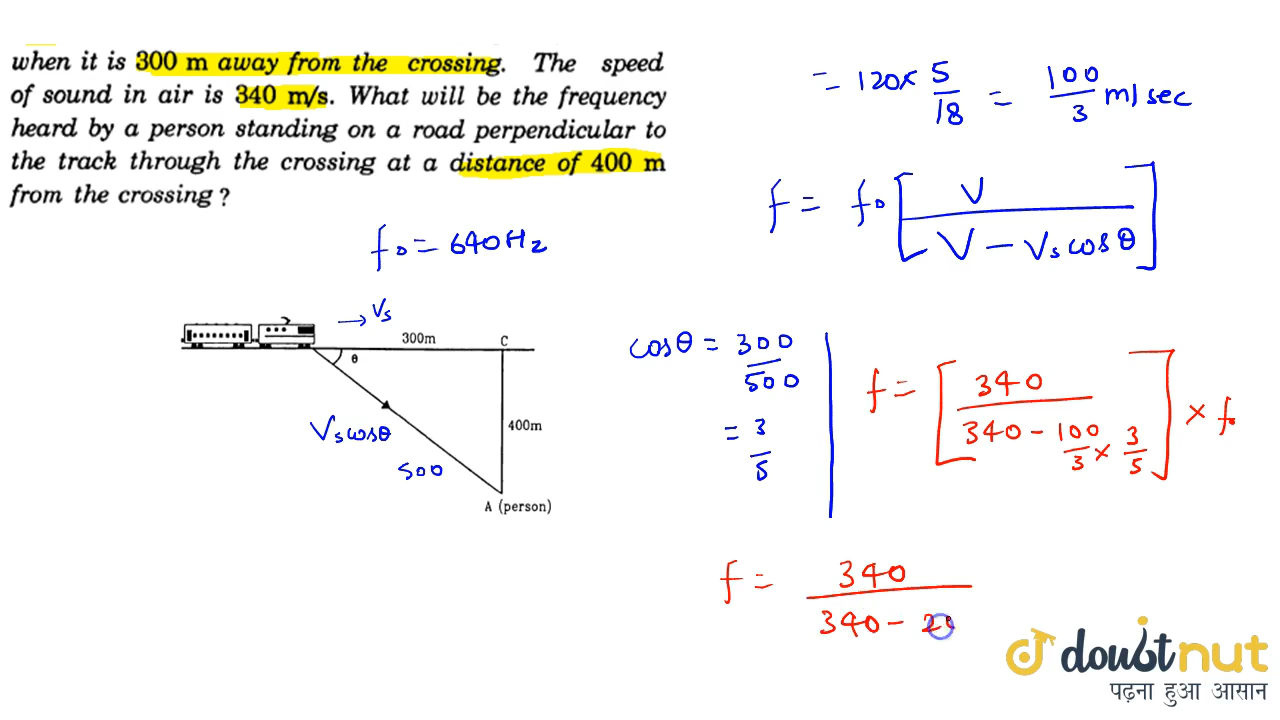 when it is 300 m away from the crossing. The speed
of sound in air is 340 m/s. What will be the frequency
heard by a person standing on a road perpendicular to
the track through the crossing at a distance of 400 m
from the crossing ?
f₀ = 640Hz
→ Vs
300m
C
θ
400m
Vs cosθ
500
A (person)
= 120 × 5/18 = 100/3 m/sec
f = f₀ [V / (V – Vs cosθ)]
cosθ = 300/500
= 3/5
f = [340 / (340 – 100/3 × 3/5)] × f₀
f = 340 / (340 – 20
doubtnut
पढ़ना हुआ आसान